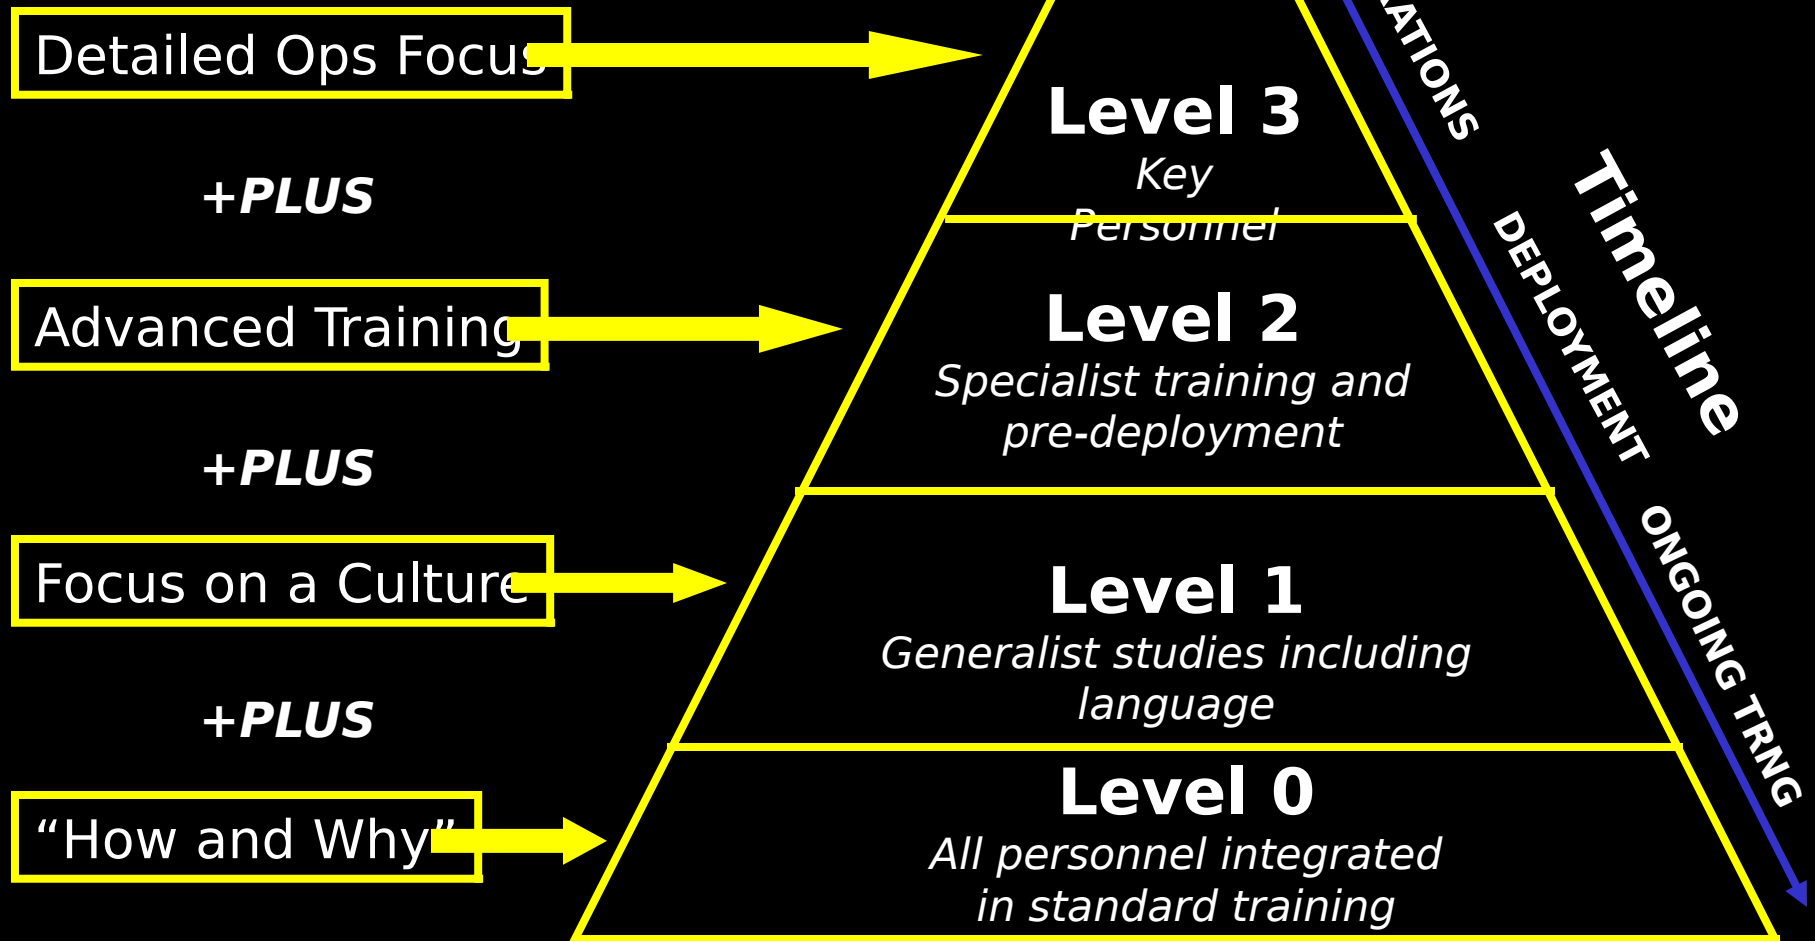 Detailed Ops Focus
+PLUS
Advanced Training
+PLUS
Focus on a Culture
+PLUS
“How and Why”
Level 3
Key
Personnel
Level 2
Specialist training and
pre-deployment
Level 1
Generalist studies including
language
Level 0
All personnel integrated
in standard training
DEPLOYMENT
ONGOING TRNG
Timeline